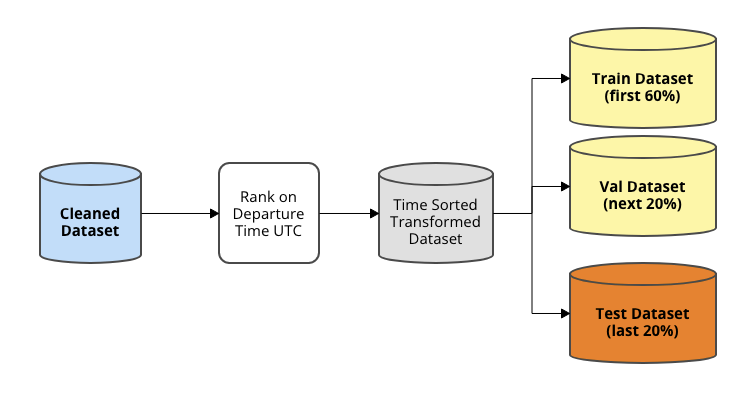 Cleaned
Dataset
Rank on
Departure
Time UTC
Time Sorted
Transformed
Dataset
Train Dataset
(first 60%)
Val Dataset
(next 20%)
Test Dataset
(last 20%)